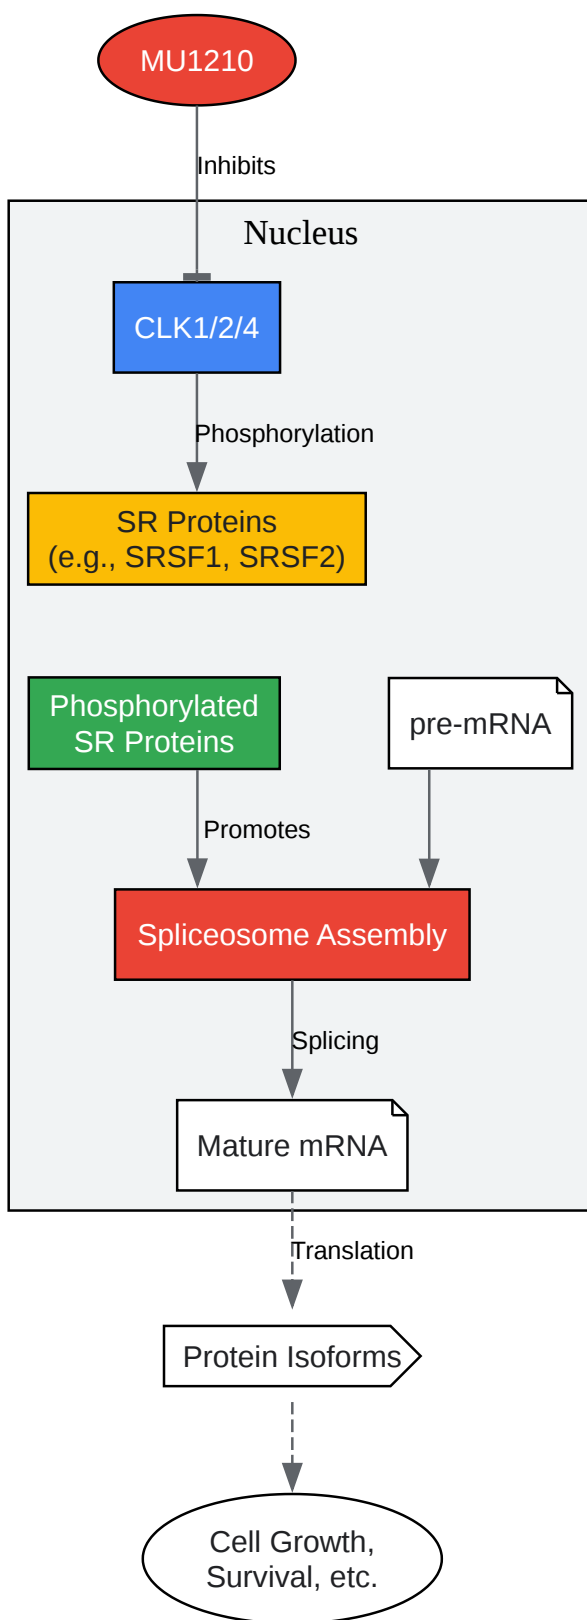 MU1210
Inhibits
Nucleus
CLK1/2/4
Phosphorylation
SR Proteins
(e.g., SRSF1, SRSF2)
Phosphorylated
SR Proteins
pre-mRNA
Promotes
Spliceosome Assembly
Splicing
Mature mRNA
Translation
Protein Isoforms
Cell Growth,
Survival, etc.